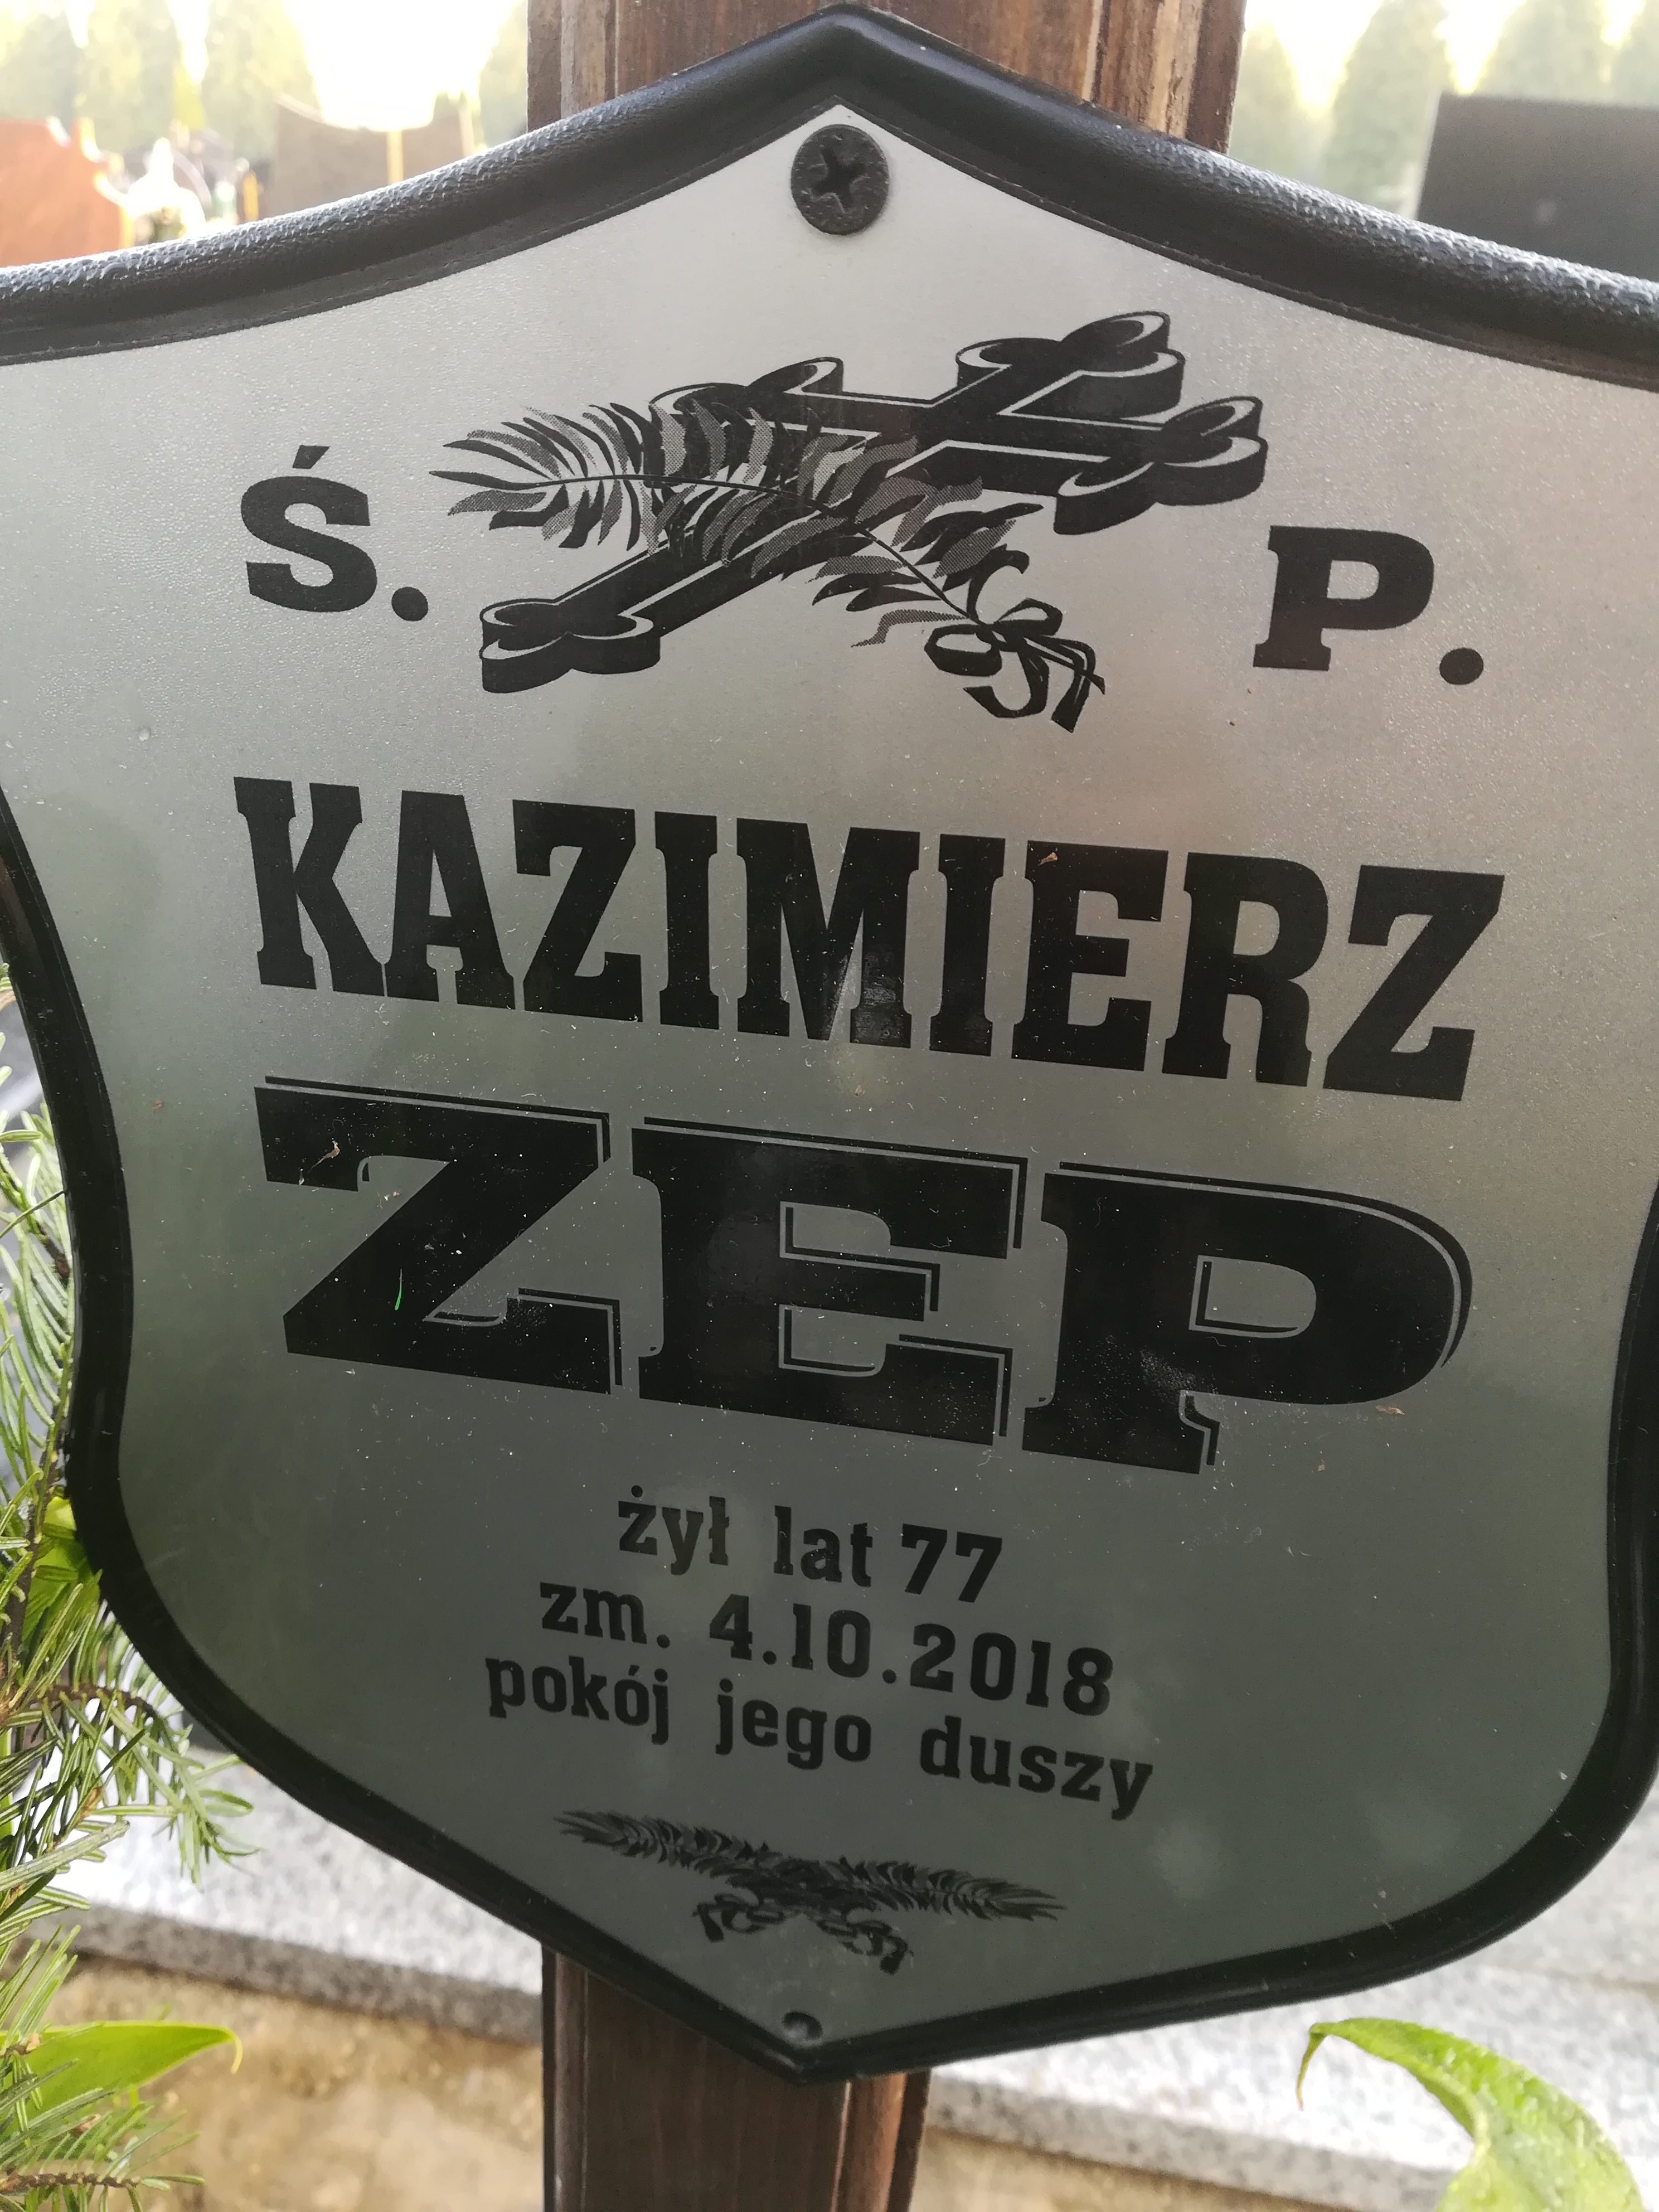 Ś. P.
KAZIMIERZ
ZEP
żył lat 77
zm. 4.10.2018
pokój jego duszy